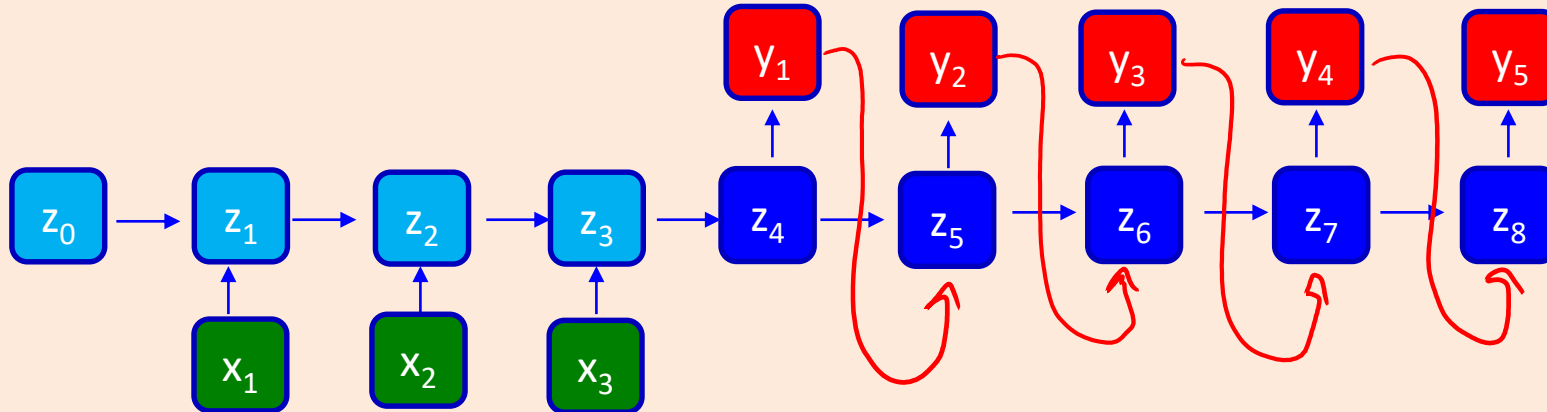 y₁ y₂ y₃ y₄ y₅
z₀ z₁ z₂ z₃ z₄ z₅ z₆ z₇ z₈
x₁ x₂ x₃